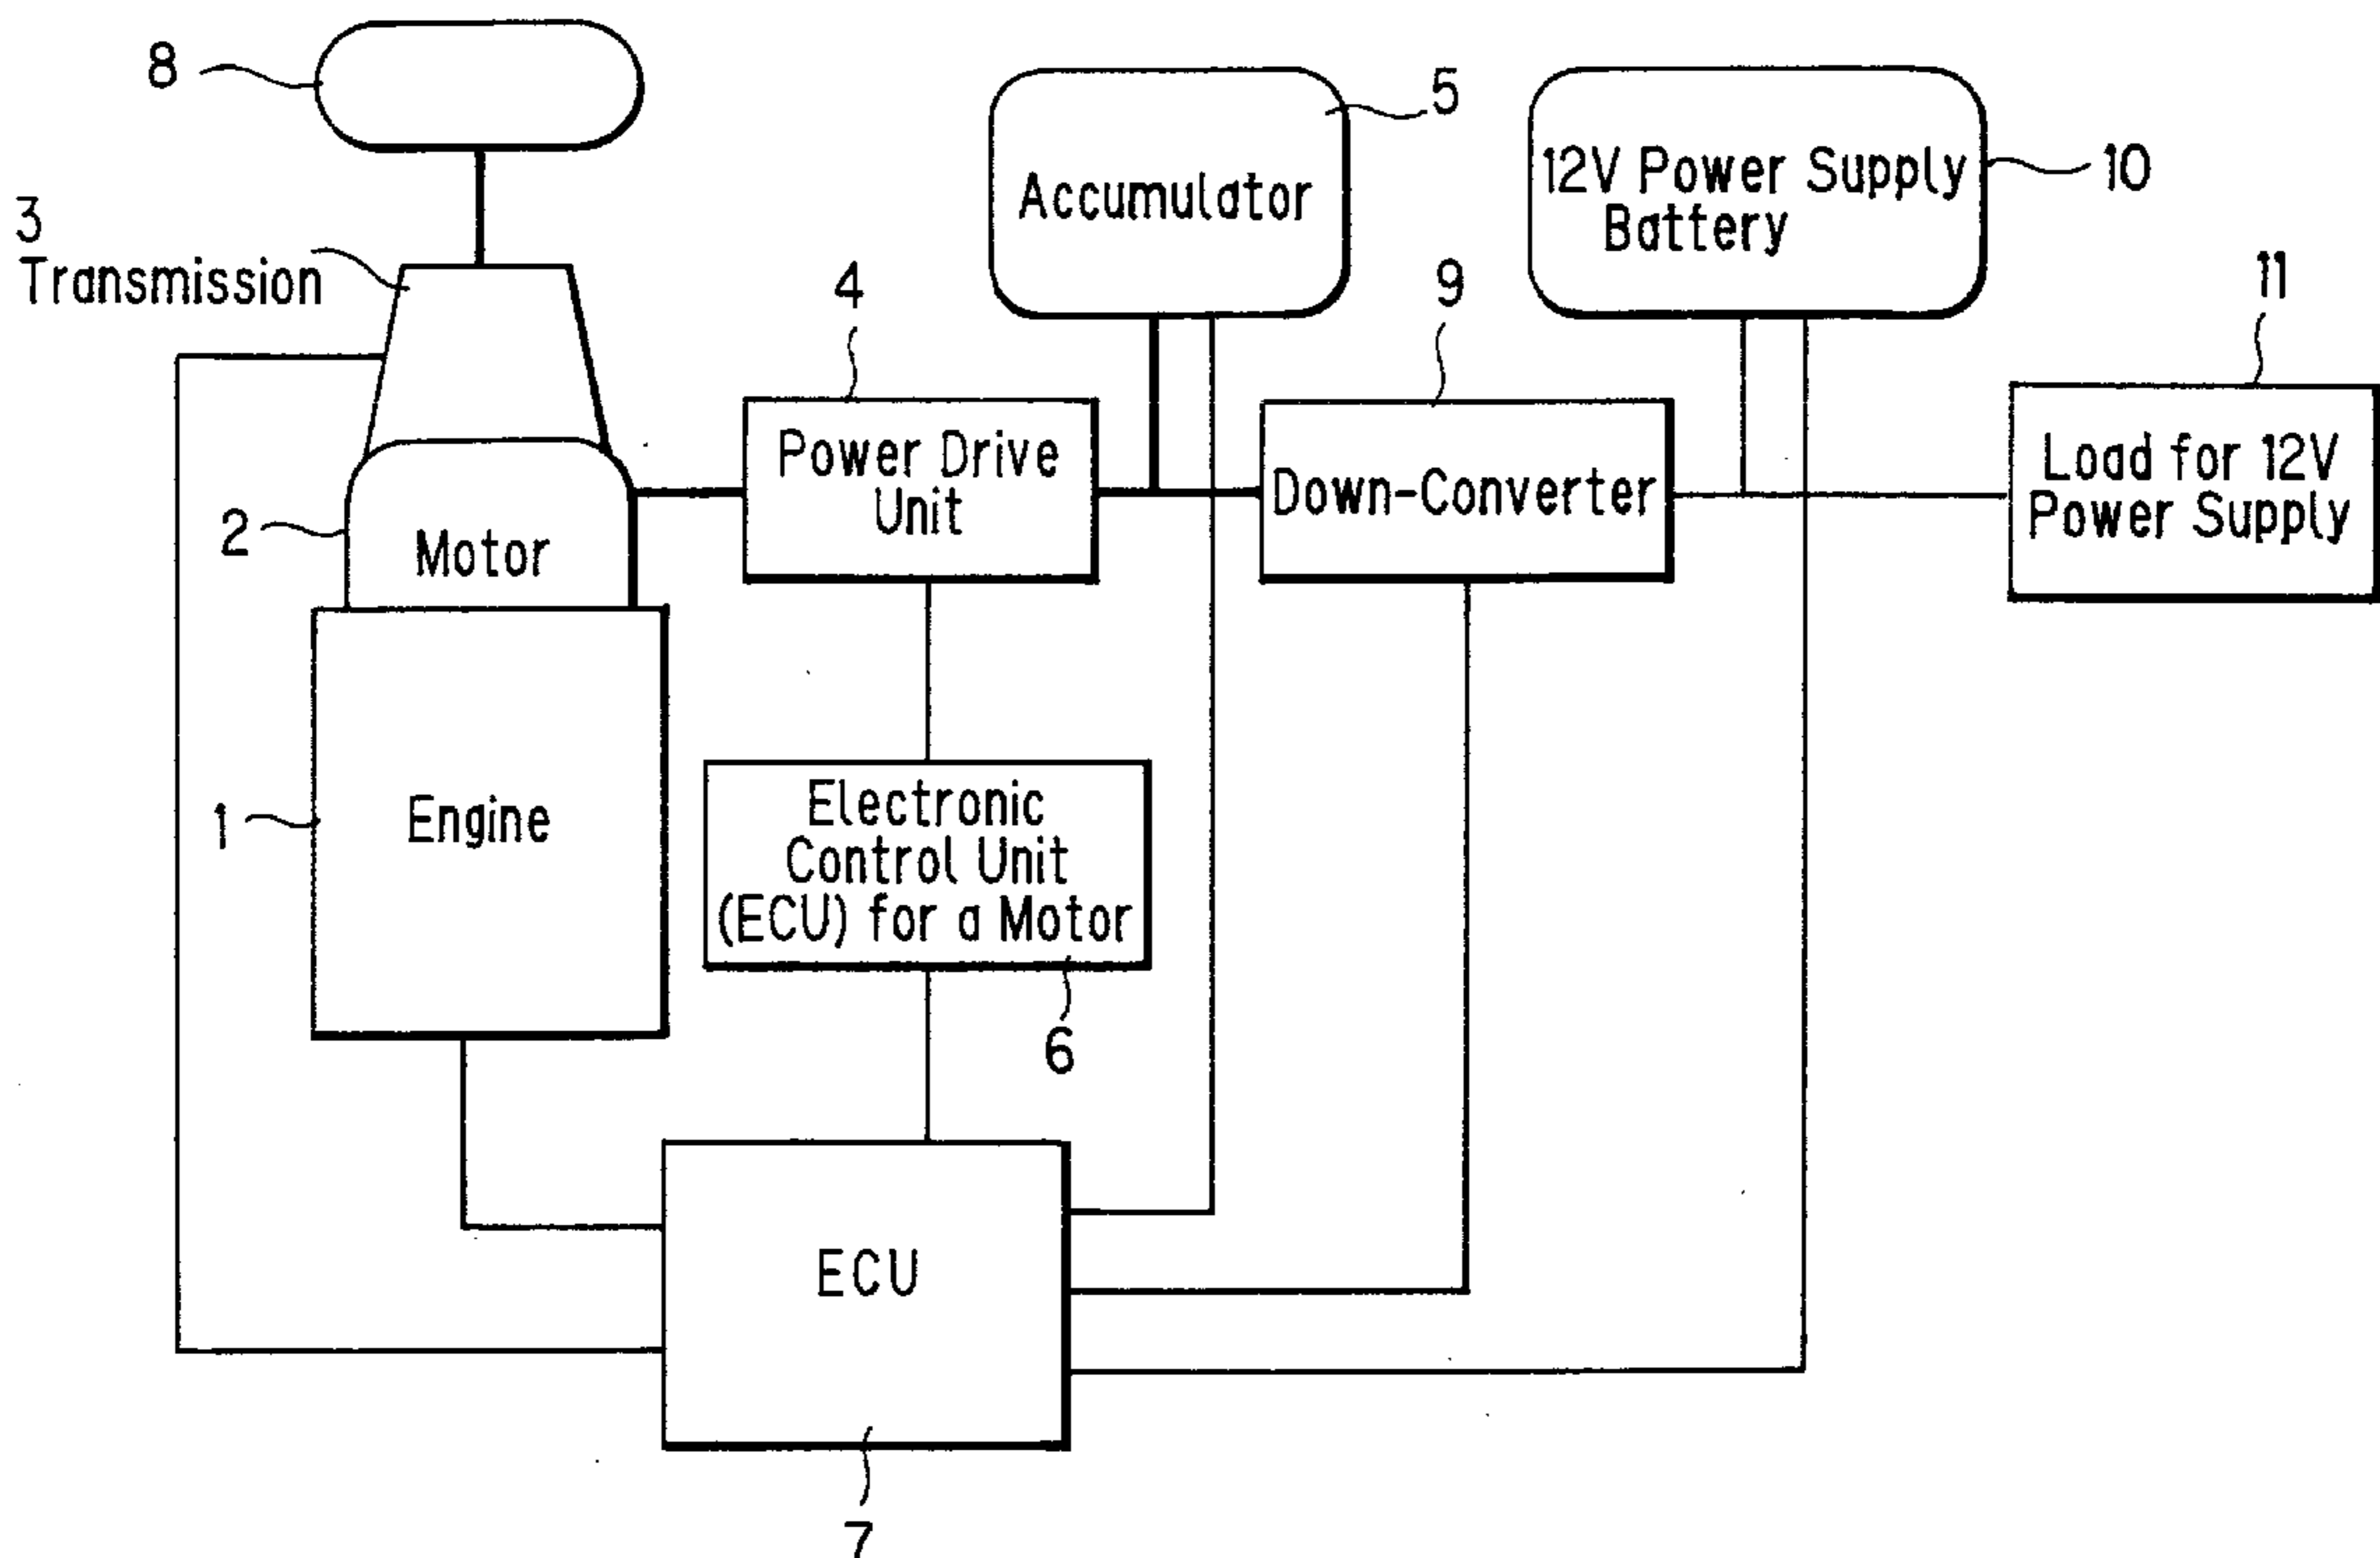 8
5
10
Accumulator
12V Power Supply
Battery
3
Transmission
4
9
11
Power Drive
Unit
Down-Converter
Load for 12V
Power Supply
2
Motor
1
Engine
Electronic
Control Unit
(ECU) for a Motor
6
ECU
7